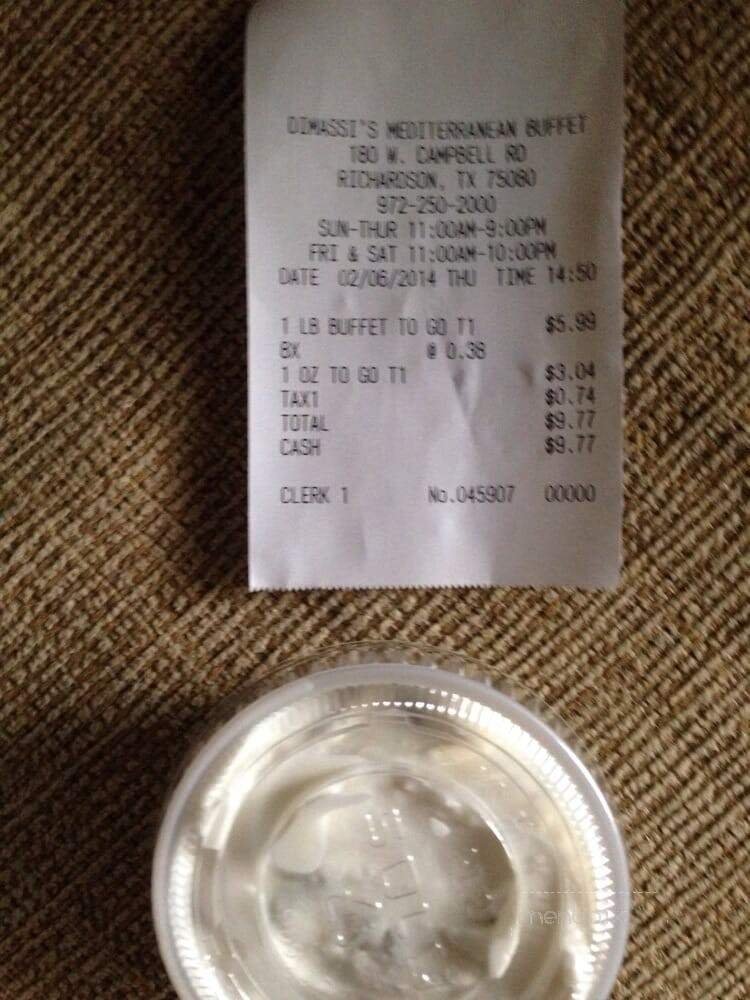 DIMASSI'S MEDITERRANEAN BUFFET
180 W. CAMPBELL RD
RICHARDSON, TX 75080
972-250-2000
SUN-THUR 11:00AM-9:00PM
FRI & SAT 11:00AM-10:00PM
DATE 02/06/2014 THU TIME 14:50
1 LB BUFFET TO GO T1 $5.99
8X @ 0.38
1 OZ TO GO T1 $3.04
TAX1 $0.74
TOTAL $9.77
CASH $9.77
CLERK 1 No.045907 00000